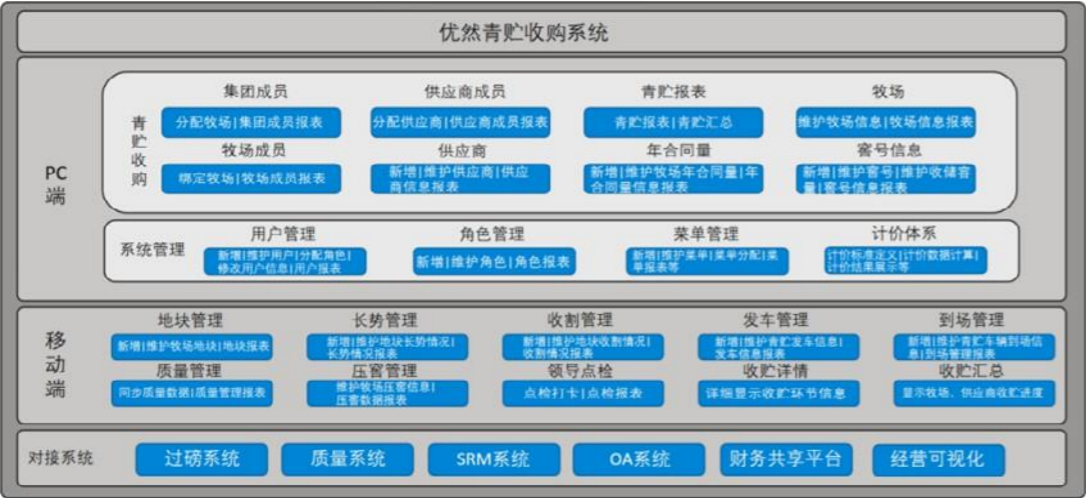 优然青贮收购系统
PC
端
青
贮
收
购
集团成员
供应商成员
青贮报表
牧场
分配牧场|集团成员报表
分配供应商|供应商成员报表
青贮报表|青贮汇总
维护牧场信息|牧场信息报表
牧场成员
供应商
年合同量
窖号信息
绑定牧场|牧场成员报表
新增|维护供应商|供应
商信息报表
新增|维护牧场年合同量|年
合同量信息报表
新增|维护窖号|维护收储容
量|窖号信息报表
系统管理
用户管理
角色管理
菜单管理
计价体系
新增|维护用户|分配角色|
修改用户信息|用户报表
新增|维护角色|角色报表
新增|维护菜单|菜单分配|菜
单报表等
计价标准定义|计价数据计算|
计价结果展示等
移
动
端
地块管理
长势管理
收割管理
发车管理
到场管理
新增|维护牧场地块|地块报表
新增|维护地块长势情况|
长势情况报表
新增|维护地块收割情况|
收割情况报表
新增|维护青贮发车信息|
发车信息报表
新增|维护青贮车辆到场信
息|到场管理报表
质量管理
压窖管理
领导点检
收贮详情
收贮汇总
同步质量数据|质量管理报表
维护牧场压窖信息|
压窖数据报表
点检打卡|点检报表
详细显示收贮环节信息
显示牧场、供应商收贮进度
对接系统
过磅系统
质量系统
SRM系统
OA系统
财务共享平台
经营可视化